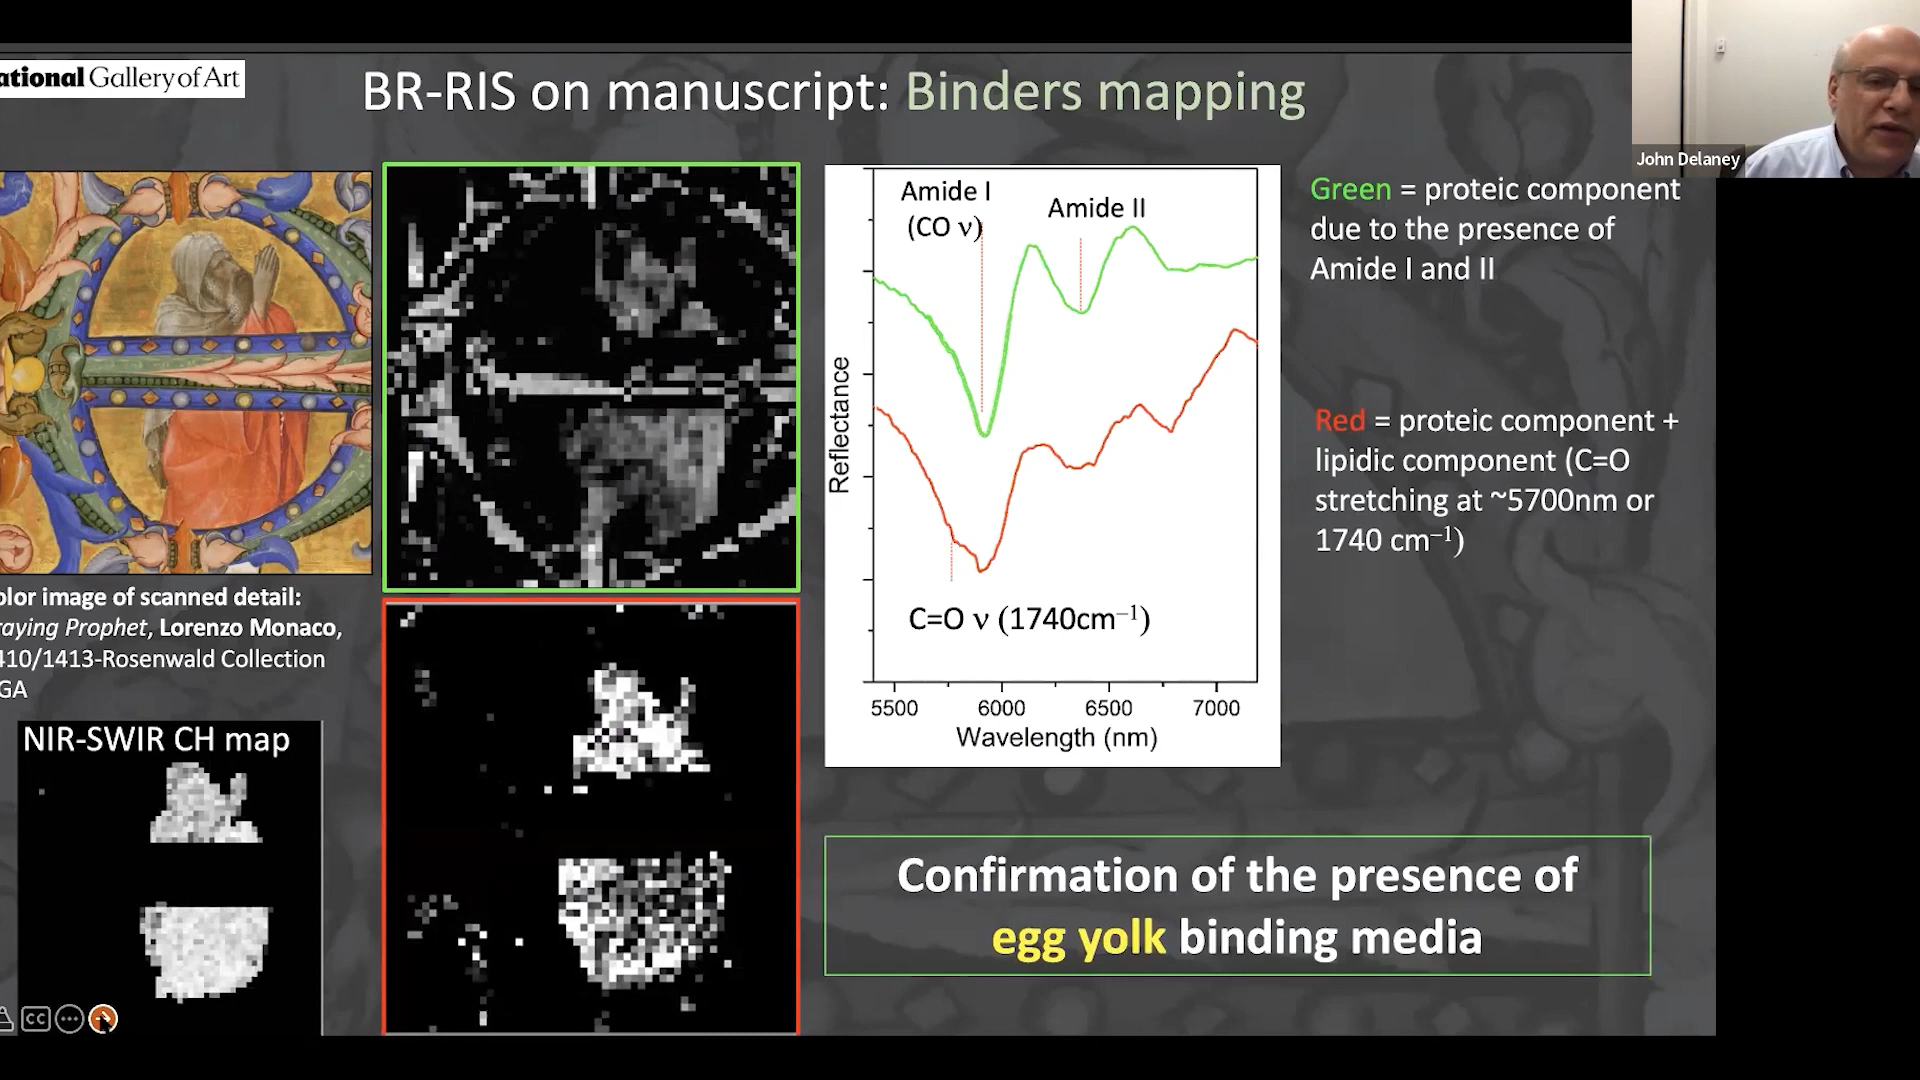 ational Gallery of Art
BR-RIS on manuscript: Binders mapping
John Delaney
Amide I
(CO ν)
Amide II
Reflectance
C=O ν (1740cm⁻¹)
5500 6000 6500 7000
Wavelength (nm)
Green = proteic component
due to the presence of
Amide I and II
Red = proteic component +
lipidic component (C=O
stretching at ~5700nm or
1740 cm⁻¹)
olor image of scanned detail:
raying Prophet, Lorenzo Monaco,
410/1413-Rosenwald Collection
GA
NIR-SWIR CH map
Confirmation of the presence of
egg yolk binding media
CC